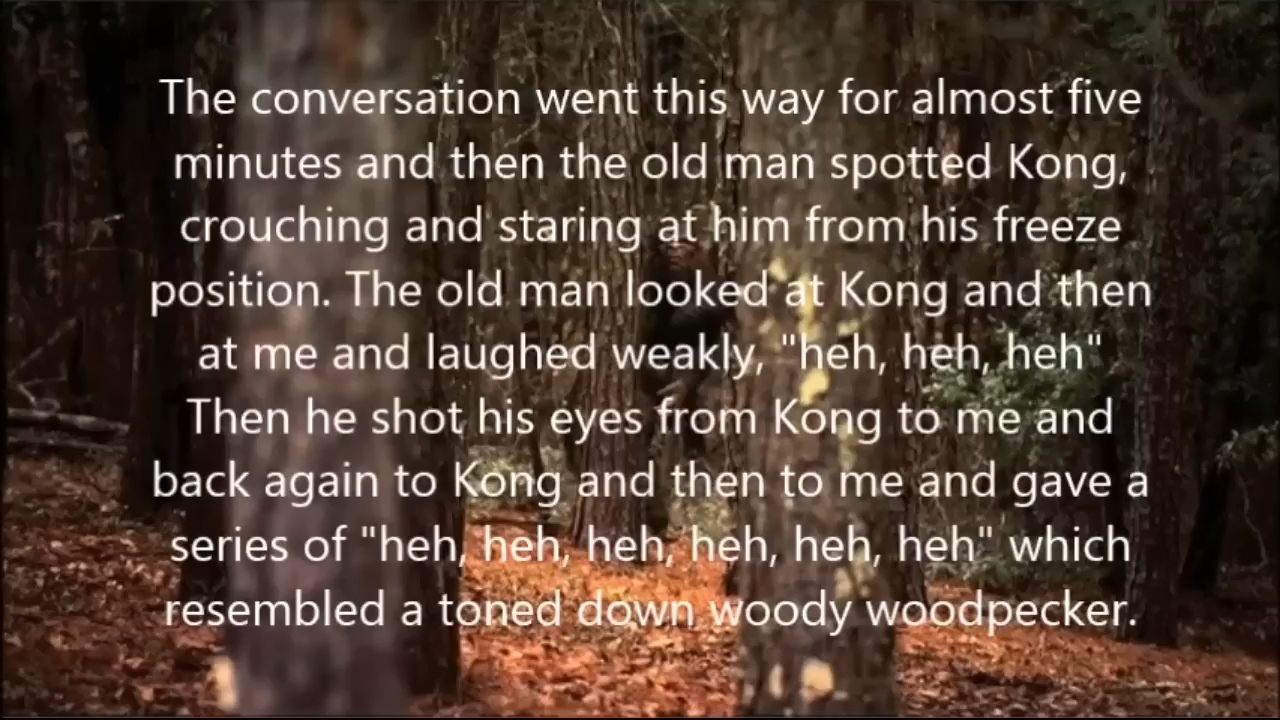 The conversation went this way for almost five
minutes and then the old man spotted Kong,
crouching and staring at him from his freeze
position. The old man looked at Kong and then
at me and laughed weakly, "heh, heh, heh"
Then he shot his eyes from Kong to me and
back again to Kong and then to me and gave a
series of "heh, heh, heh, heh, heh, heh" which
resembled a toned down woody woodpecker.